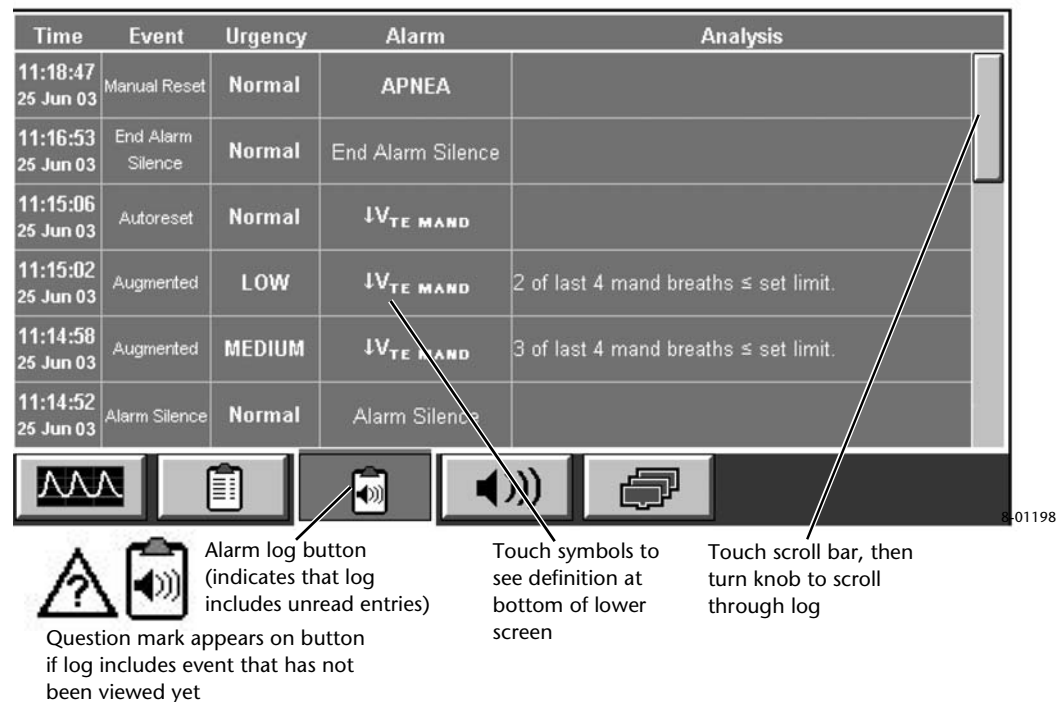 Time Event Urgency Alarm Analysis
11:18:47
25 Jun 03 Manual Reset Normal APNEA
11:16:53
25 Jun 03 End Alarm
Silence Normal End Alarm Silence
11:15:06
25 Jun 03 Autoreset Normal ↓VTE MAND
11:15:02
25 Jun 03 Augmented LOW ↓VTE MAND 2 of last 4 mand breaths ≤ set limit.
11:14:58
25 Jun 03 Augmented MEDIUM ↓VTE MAND 3 of last 4 mand breaths ≤ set limit.
11:14:52
25 Jun 03 Alarm Silence Normal Alarm Silence
8-01198
?
Alarm log button
(indicates that log
includes unread entries)
Question mark appears on button
if log includes event that has not
been viewed yet
Touch symbols to
see definition at
bottom of lower
screen
Touch scroll bar, then
turn knob to scroll
through log